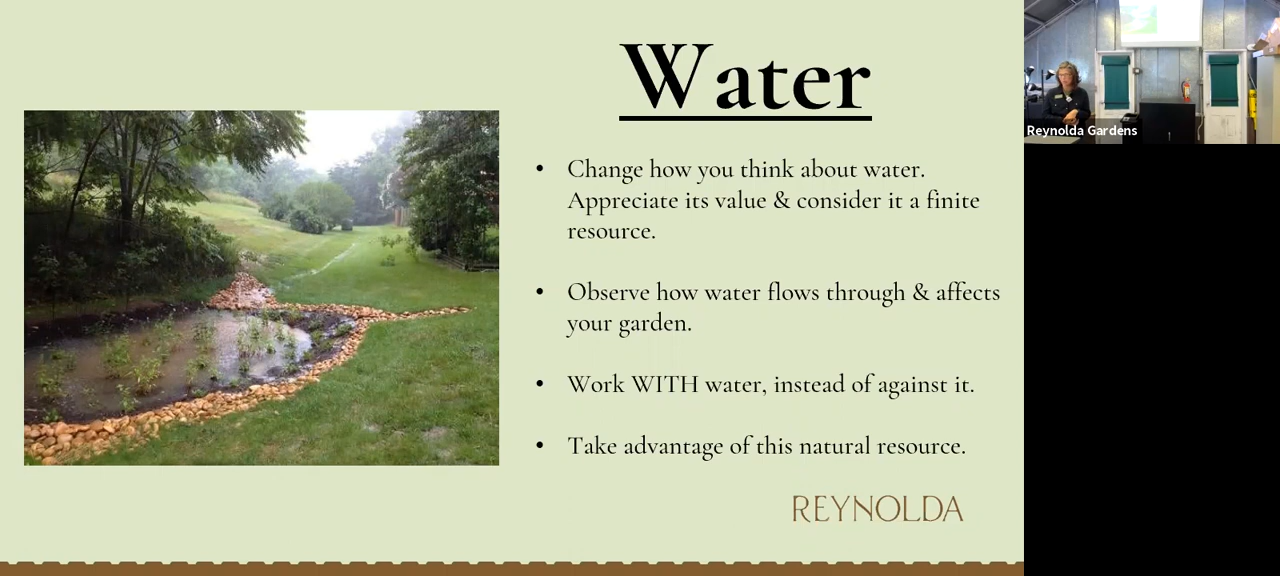 Water
• Change how you think about water.
Appreciate its value & consider it a finite
resource.
• Observe how water flows through & affects
your garden.
• Work WITH water, instead of against it.
• Take advantage of this natural resource.
REYNOLDA
Reynolda Gardens